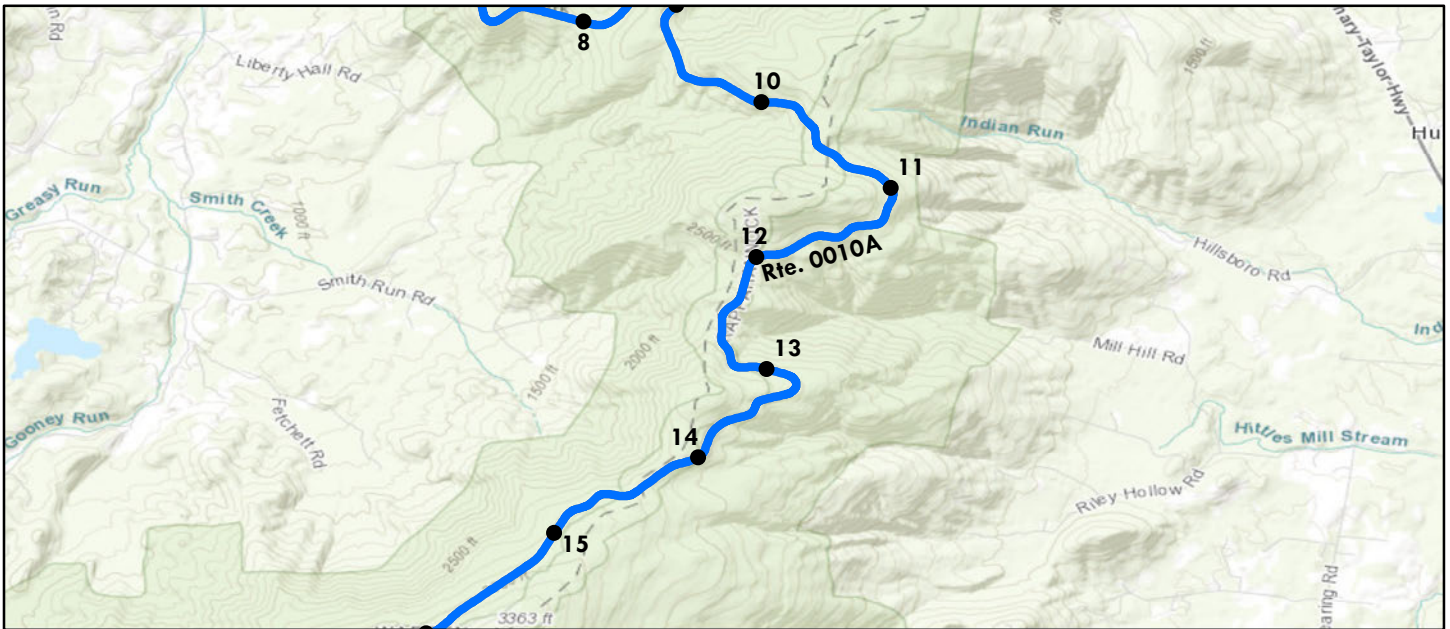 8
Liberty Hall Rd
1500 ft
10
Indian Run
Hu
11
Greasy Run
Smith Creek
1000 ft
2500 ft
12
Rte. 0010A
Hillsboro Rd
Smith Run Rd
13
2000 ft
Mill Hill Rd
Ind
1500 ft
Gooney Run
Fetchett Rd
14
Hittles Mill Stream
Riley Hollow Rd
15
2500 ft
3363 ft
aring Rd